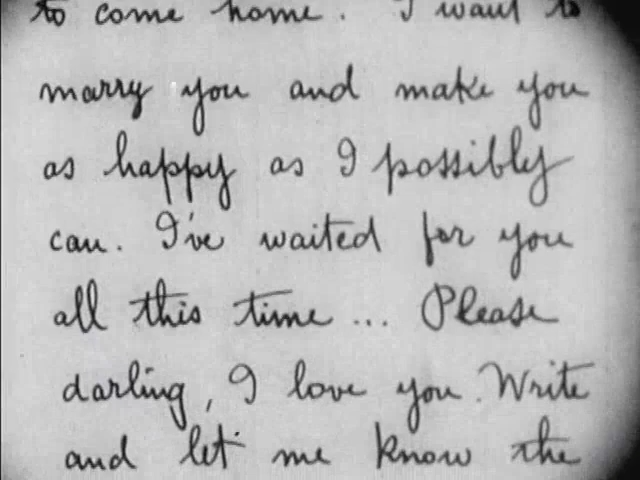 to come home. I want to
marry you and make you
as happy as I possibly
can. I've waited for you
all this time... Please
darling, I love you. Write
and let me know the